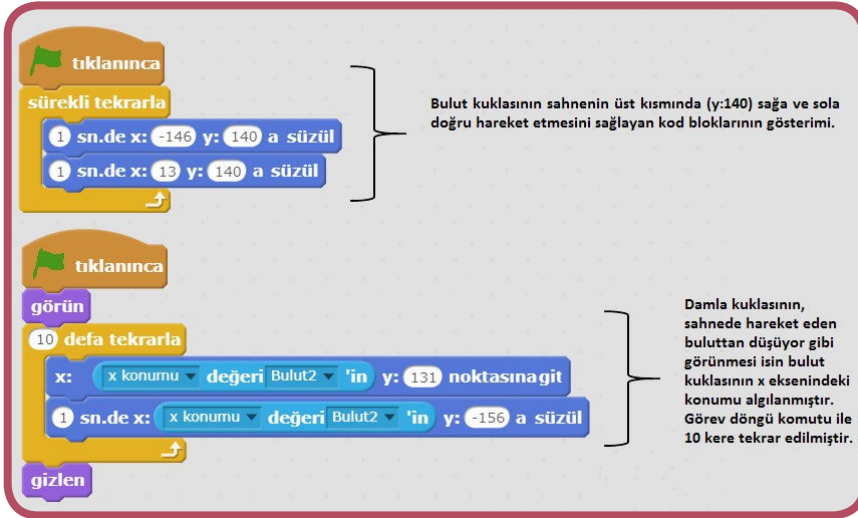 tıklanınca
sürekli tekrarla
1 sn.de x: -146 y: 140 a süzül
1 sn.de x: 13 y: 140 a süzül
Bulut kuklasının sahnenin üst kısmında (y:140) sağa ve sola
doğru hareket etmesini sağlayan kod bloklarının gösterimi.
tıklanınca
görün
10 defa tekrarla
x: x konumu değeri Bulut2 'in y: 131 noktasına git
1 sn.de x: x konumu değeri Bulut2 'in y: -156 a süzül
gizlen
Damla kuklasının,
sahnede hareket eden
buluttan düşüyor gibi
görünmesi isin bulut
kuklasının x eksenindeki
konumu algılanmıştır.
Görev döngü komutu ile
10 kere tekrar edilmiştir.